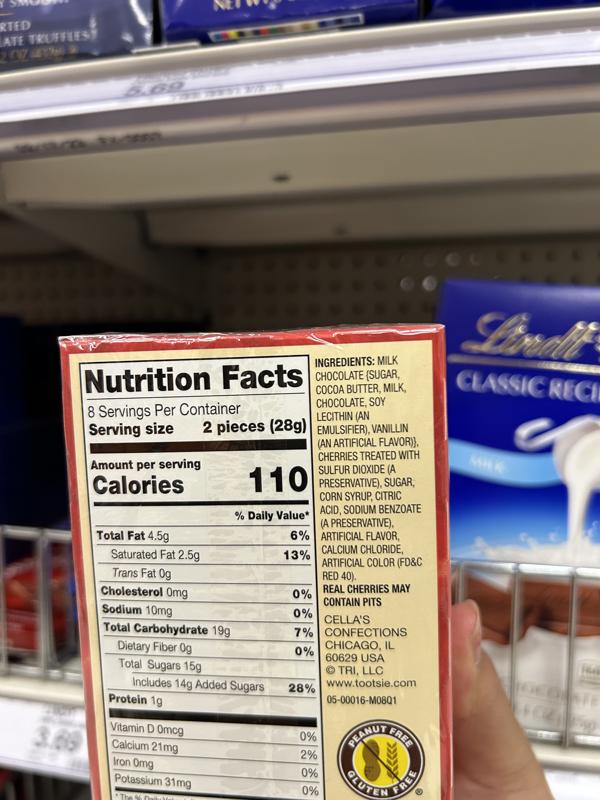 ATE TRUFFLES
5.69
Lindt
CLASSIC RECI
MILK
Nutrition Facts
8 Servings Per Container
Serving size 2 pieces (28g)
Amount per serving
Calories 110
% Daily Value*
Total Fat 4.5g 6%
Saturated Fat 2.5g 13%
Trans Fat 0g
Cholesterol 0mg 0%
Sodium 10mg 0%
Total Carbohydrate 19g 7%
Dietary Fiber 0g 0%
Total Sugars 15g
Includes 14g Added Sugars 28%
Protein 1g
Vitamin D 0mcg 0%
Calcium 21mg 2%
Iron 0mg 0%
Potassium 31mg 0%
INGREDIENTS: MILK
CHOCOLATE {SUGAR,
COCOA BUTTER, MILK,
CHOCOLATE, SOY
LECITHIN (AN
EMULSIFIER), VANILLIN
(AN ARTIFICIAL FLAVOR)},
CHERRIES TREATED WITH
SULFUR DIOXIDE (A
PRESERVATIVE), SUGAR,
CORN SYRUP, CITRIC
ACID, SODIUM BENZOATE
(A PRESERVATIVE),
ARTIFICIAL FLAVOR,
CALCIUM CHLORIDE,
ARTIFICIAL COLOR (FD&C
RED 40).
REAL CHERRIES MAY
CONTAIN PITS
CELLA'S
CONFECTIONS
CHICAGO, IL
60629 USA
© TRI, LLC
www.tootsie.com
05-00016-M08Q1
PEANUT FREE
GLUTEN FREE
®
3.69